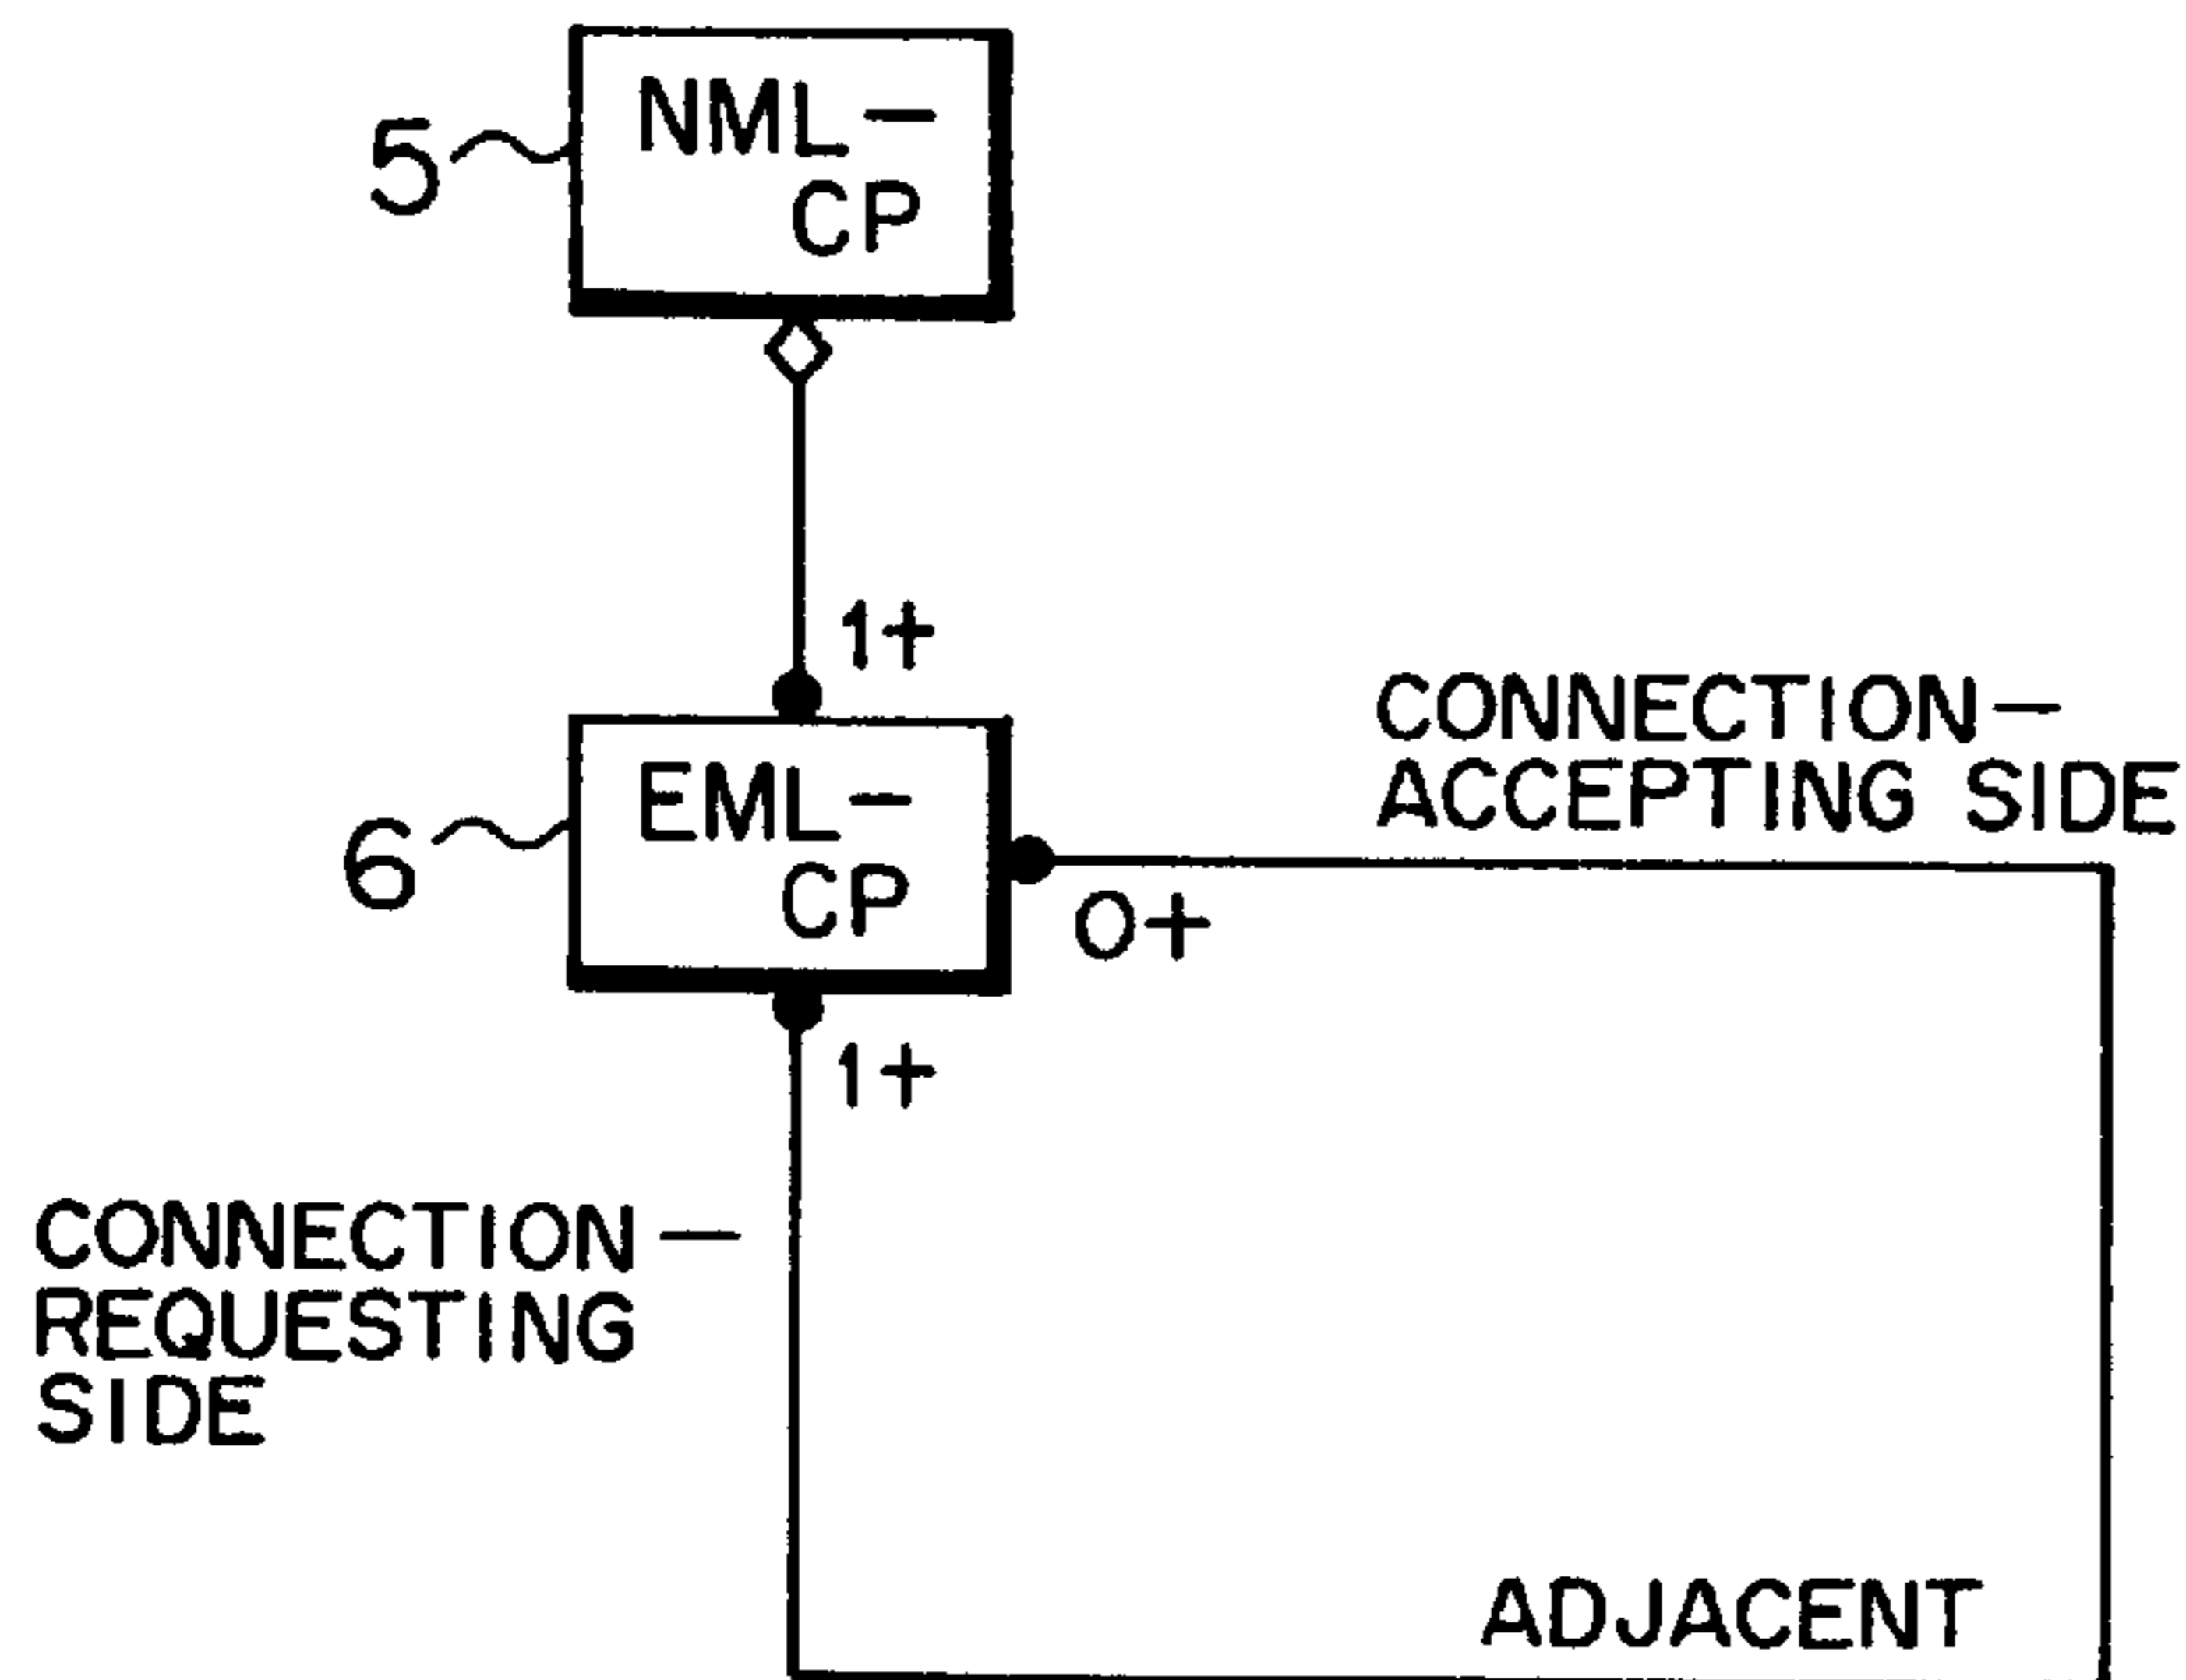 5
NML-
CP
1+
6
EML-
CP
CONNECTION-
ACCEPTING SIDE
0+
1+
CONNECTION-
REQUESTING
SIDE
ADJACENT